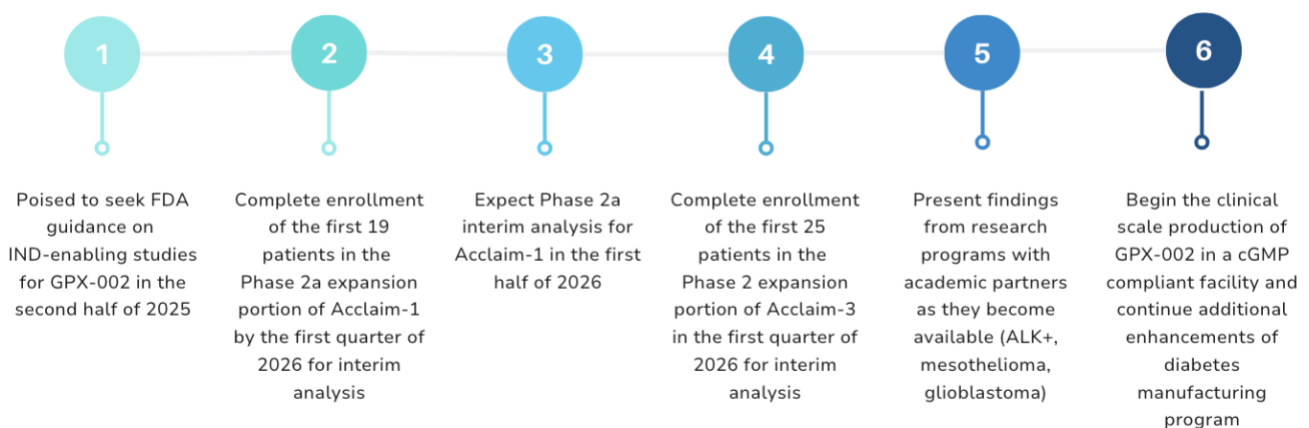 1
2
3
4
5
6
Poised to seek FDA
guidance on
IND-enabling studies
for GPX-002 in the
second half of 2025
Complete enrollment
of the first 19
patients in the
Phase 2a expansion
portion of Acclaim-1
by the first quarter of
2026 for interim
analysis
Expect Phase 2a
interim analysis for
Acclaim-1 in the first
half of 2026
Complete enrollment
of the first 25
patients in the
Phase 2 expansion
portion of Acclaim-3
in the first quarter of
2026 for interim
analysis
Present findings
from research
programs with
academic partners
as they become
available (ALK+,
mesothelioma,
glioblastoma)
Begin the clinical
scale production of
GPX-002 in a cGMP
compliant facility and
continue additional
enhancements of
diabetes
manufacturing
program